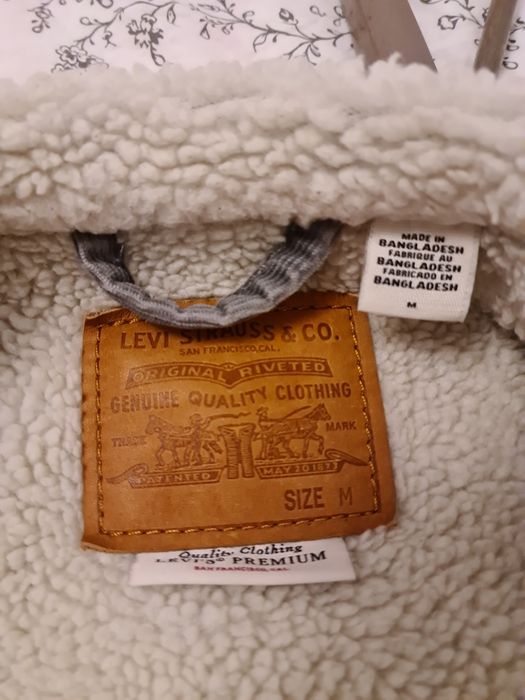 MADE IN
BANGLADESH
FABRIQUE AU
BANGLADESH
FABRICADO EN
BANGLADESH
M
LEVI STRAUSS & CO.
SAN FRANCISCO, CAL.
ORIGINAL RIVETED
GENUINE QUALITY CLOTHING
TRADE MARK
PATENTED MAY 20 1873
SIZE M
Quality Clothing
LEVI'S® PREMIUM
SAN FRANCISCO, CAL.